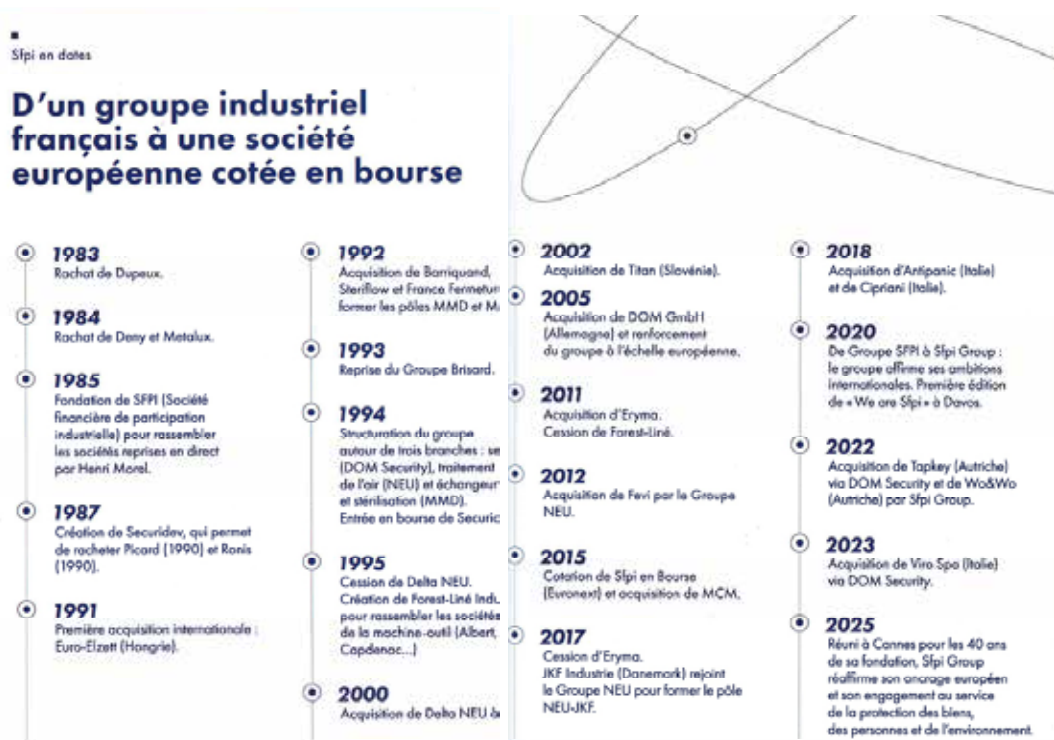 Sfpi en dates
D'un groupe industriel
français à une société
européenne cotée en bourse
1983
Rachat de Dupeux.
1984
Rachat de Deny et Metalux.
1985
Fondation de SFPI (Société
financière de participation
industrielle) pour rassembler
les sociétés reprises en direct
par Henri Morel.
1987
Création de Securidev, qui permet
de racheter Picard (1990) et Ronis
(1990).
1991
Première acquisition internationale :
Euro-Elzett (Hongrie).
1992
Acquisition de Barriquand,
Steriflow et France
former les pôles MMD et
1993
Reprise du Groupe Brisard.
1994
Structuration du groupe
autour de trois branches :
(DOM Security), traitement
de l'air (NEU) et
et stérilisation (MMD).
Entrée en bourse de
1995
Cession de Delta NEU.
Création de Forest-Liné
pour rassembler les sociétés
de la machine-outil (Albert,
Capdenac...)
2000
Acquisition de Delta NEU
2002
Acquisition de Titan (Slovénie).
2005
Acquisition de DOM GmbH
(Allemagne) et renforcement
du groupe à l'échelle européenne.
2011
Acquisition d'Eryma.
Cession de Forest-Liné.
2012
Acquisition de Fevi par le Groupe
NEU.
2015
Cotation de Sfpi en Bourse
(Euronext) et acquisition de MCM.
2017
Cession d'Eryma.
JKF Industrie (Danemark) rejoint
le Groupe NEU pour former le pôle
NEU-JKF.
2018
Acquisition d'Antipanic (Italie)
et de Cipriani (Italie).
2020
De Groupe SFPI à Sfpi Group :
le groupe affirme ses ambitions
internationales. Première édition
de « We are Sfpi » à Davos.
2022
Acquisition de Tapkey (Autriche)
via DOM Security et de Wo&Wo
(Autriche) par Sfpi Group.
2023
Acquisition de Viro Spa (Italie)
via DOM Security.
2025
Réuni à Cannes pour les 40 ans
de sa fondation, Sfpi Group
réaffirme son ancrage européen
et son engagement au service
de la protection des biens,
des personnes et de l'environnement.